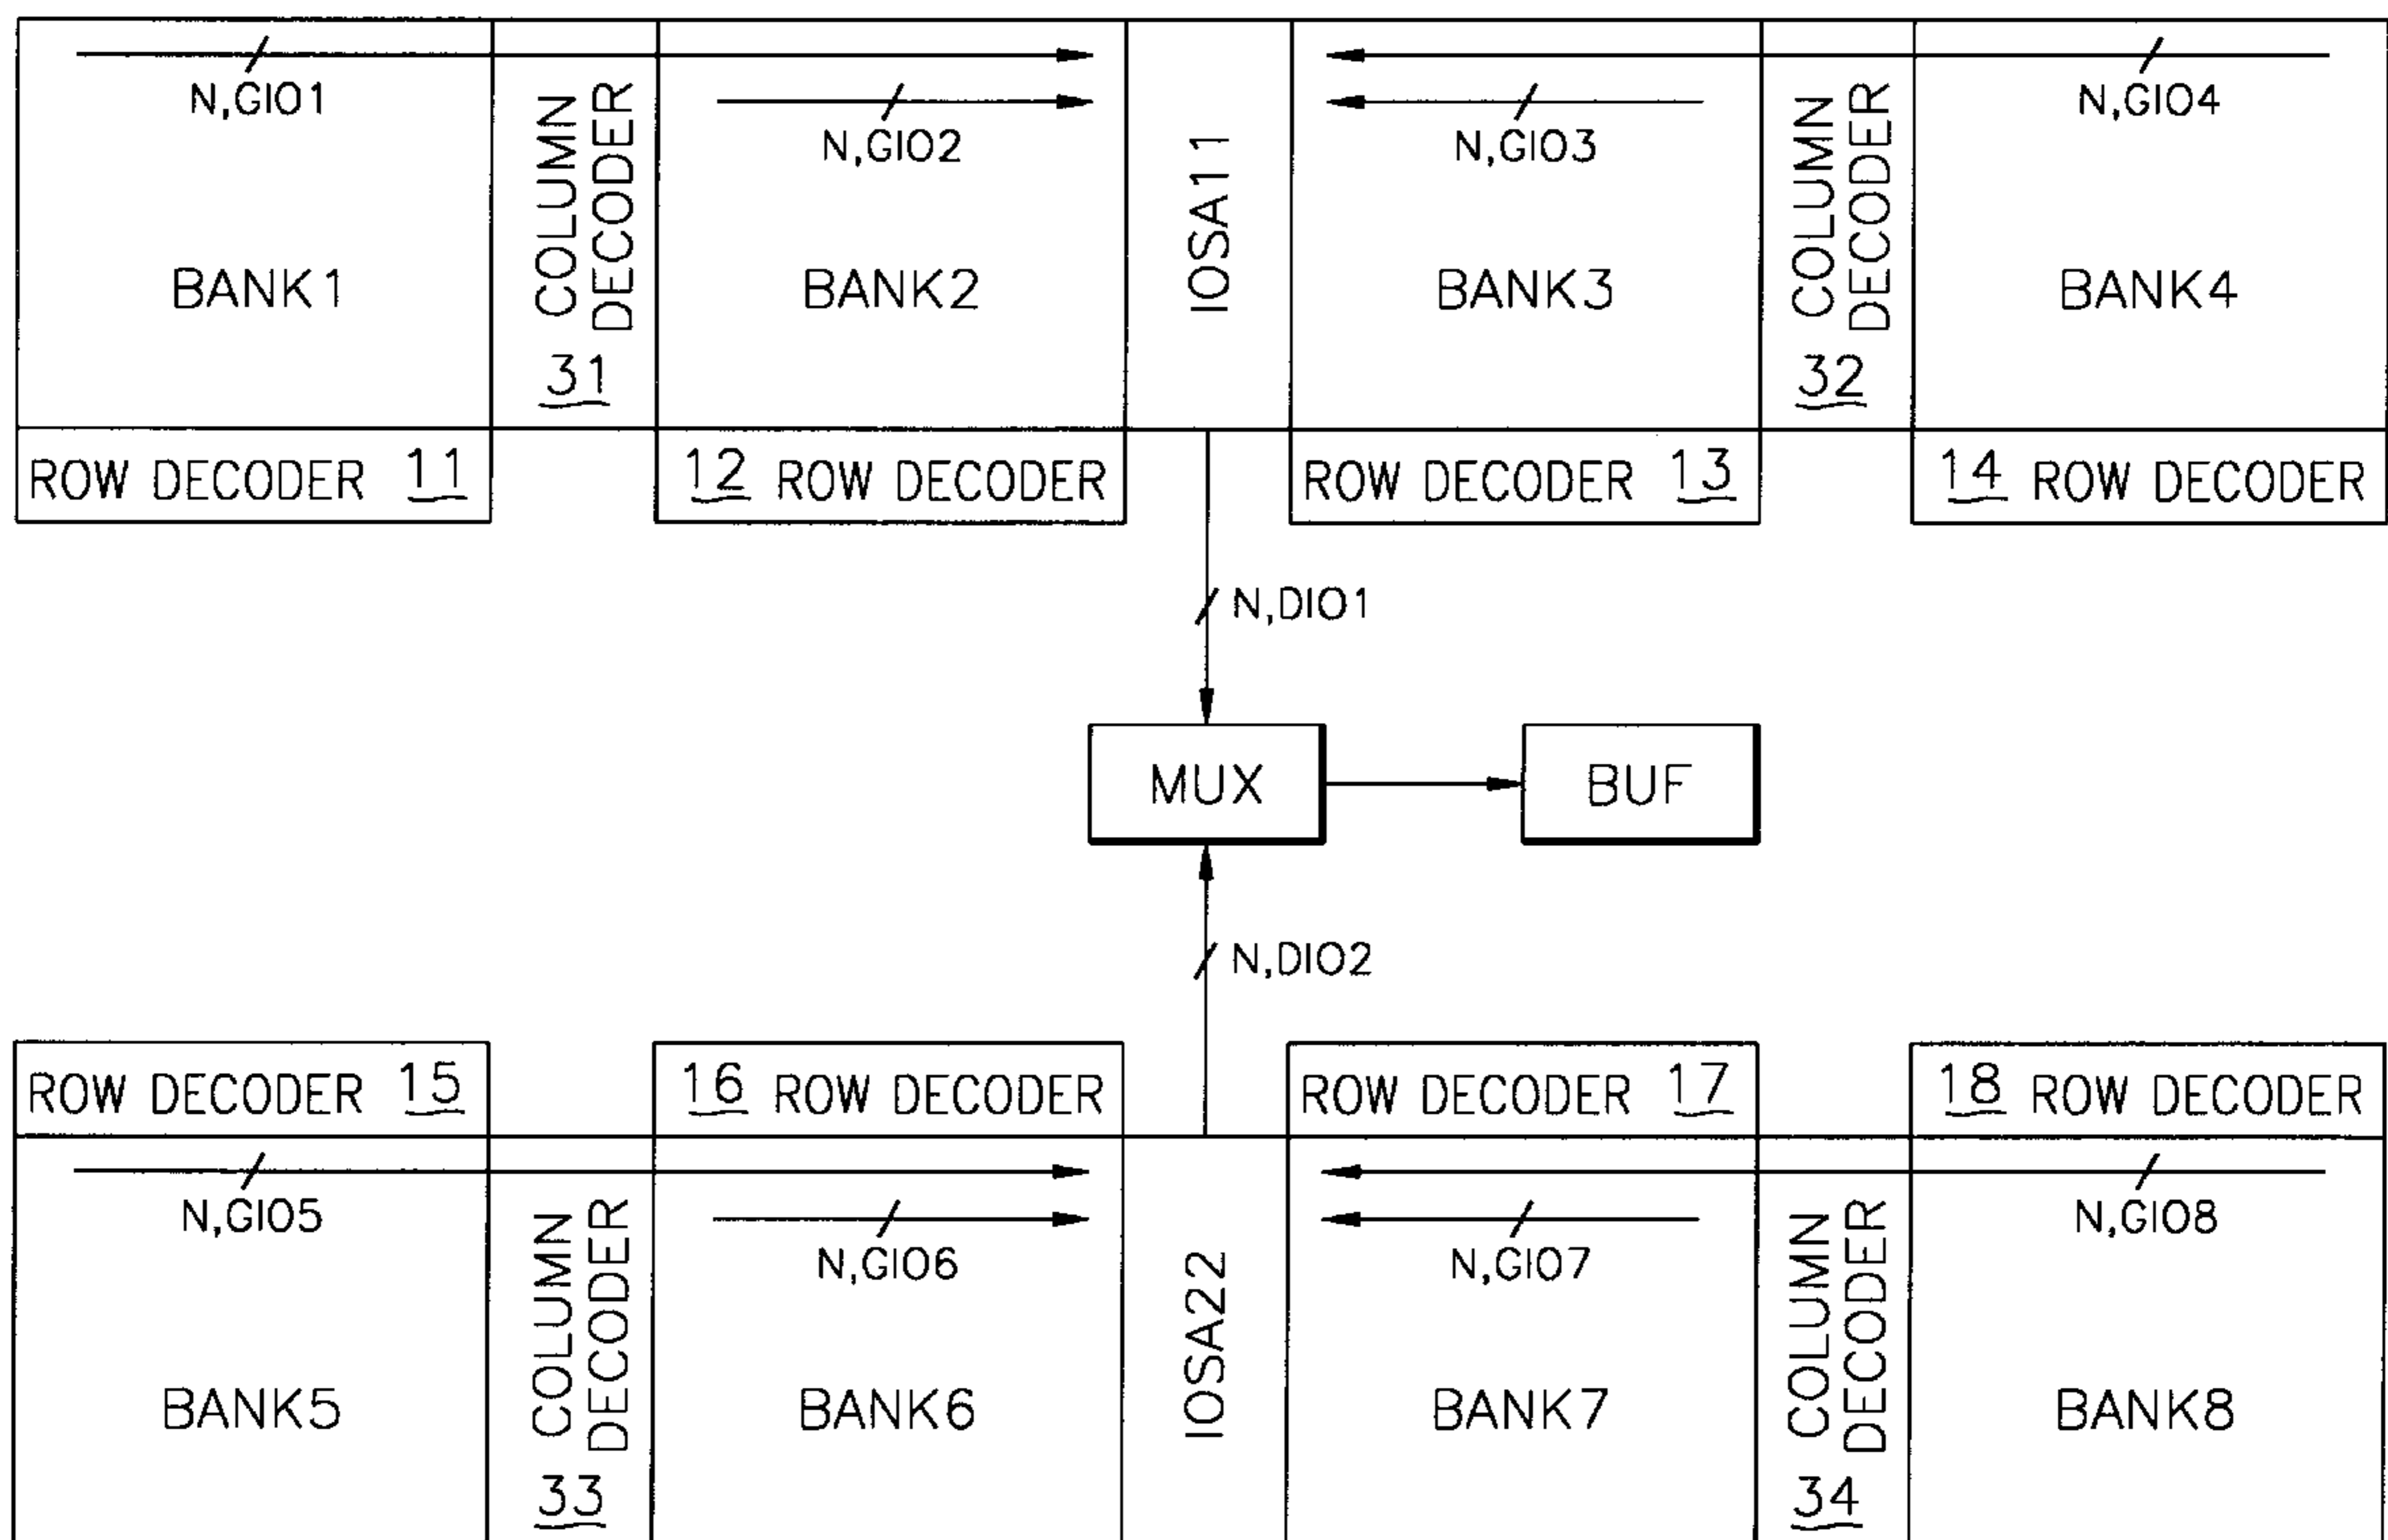 N,GIO1
N,GIO2
N,GIO3
N,GIO4
BANK1
COLUMN
DECODER
31
BANK2
IOSA11
BANK3
COLUMN
DECODER
32
BANK4
ROW DECODER 11
12 ROW DECODER
ROW DECODER 13
14 ROW DECODER
N,DIO1
MUX
BUF
N,DIO2
ROW DECODER 15
16 ROW DECODER
ROW DECODER 17
18 ROW DECODER
N,GIO5
N,GIO6
N,GIO7
N,GIO8
BANK5
COLUMN
DECODER
33
BANK6
IOSA22
BANK7
COLUMN
DECODER
34
BANK8